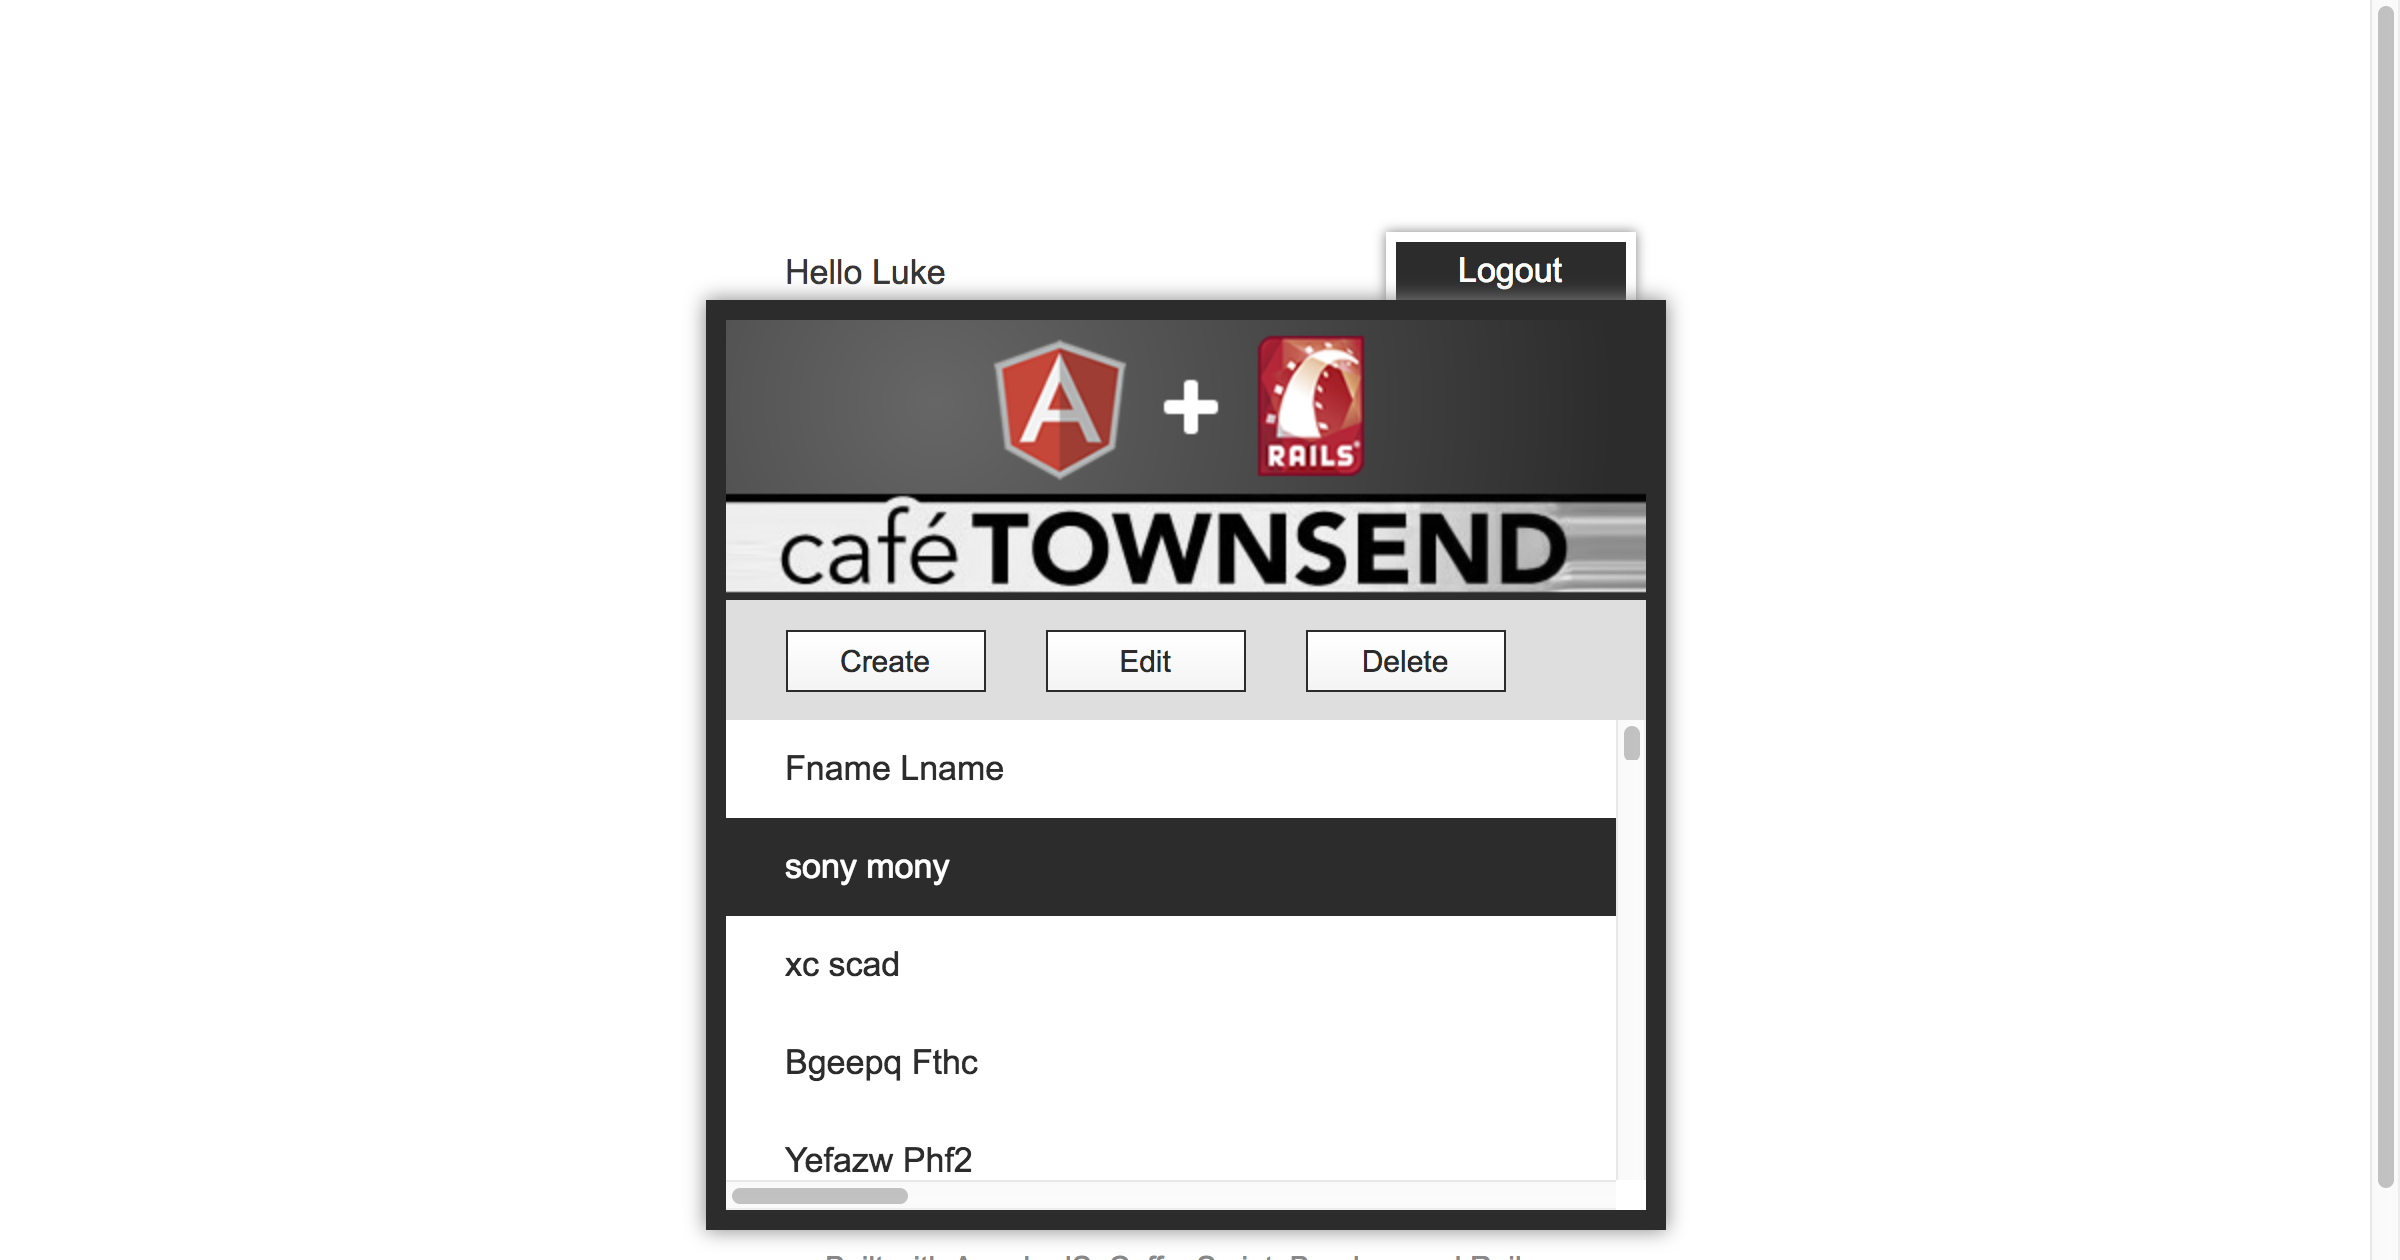 Hello Luke
Logout
RAILS
café TOWNSEND
Create Edit Delete
Fname Lname
sony mony
xc scad
Bgeepq Fthc
Yefazw Phf2